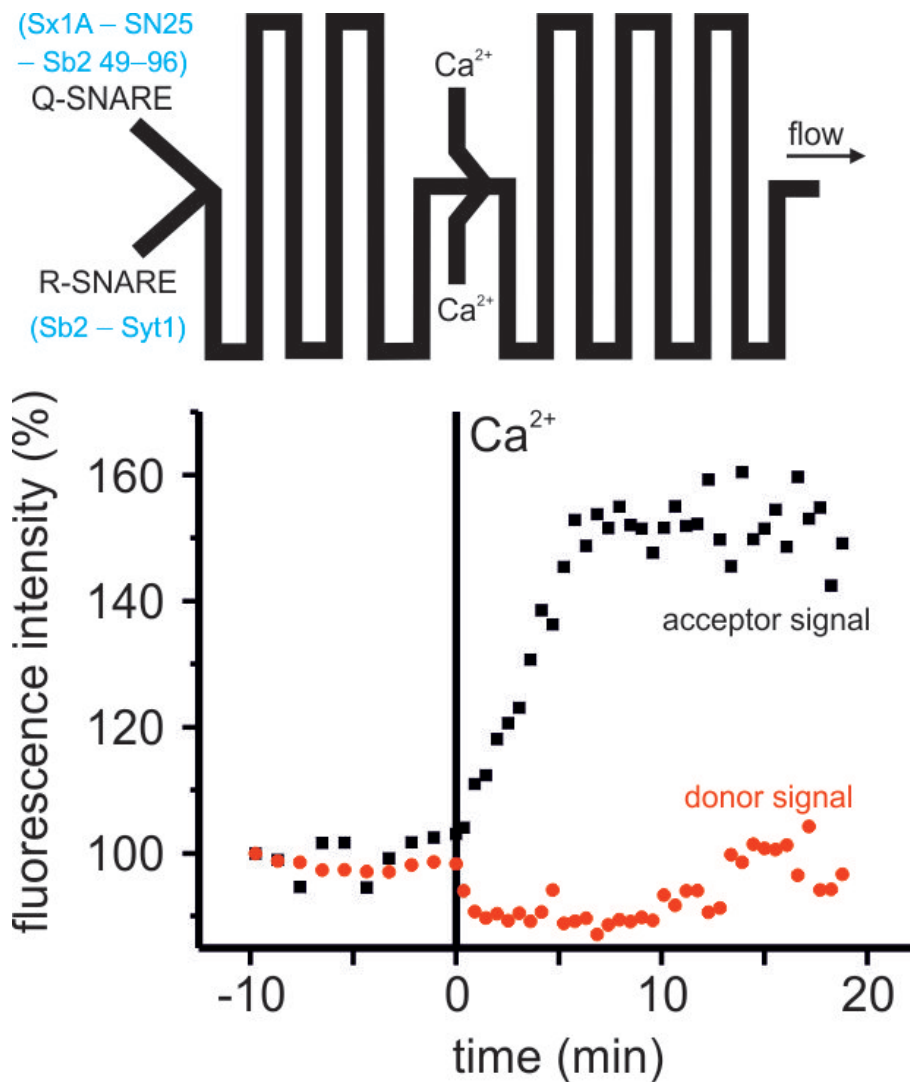 (Sx1A – SN25
– Sb2 49–96)
Q-SNARE
R-SNARE
(Sb2 – Syt1)
Ca²⁺
Ca²⁺
flow
Ca²⁺
fluorescence intensity (%)
160
140
120
100
acceptor signal
donor signal
-10
0
10
20
time (min)